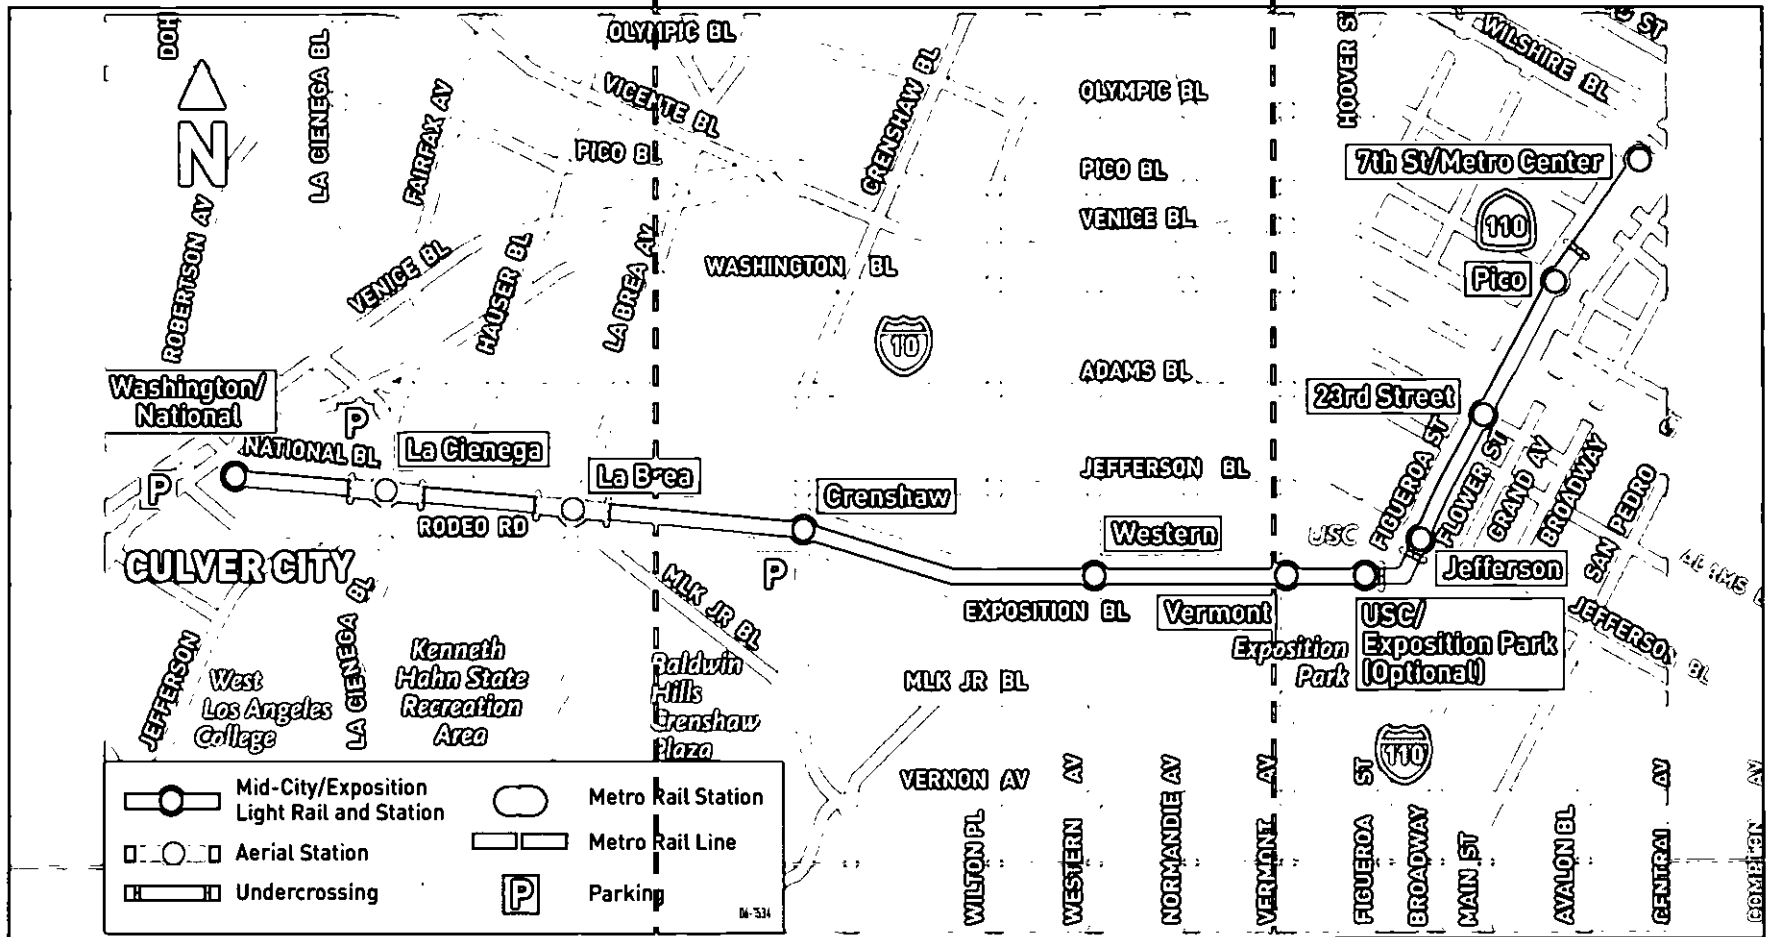 OLYMPIC BL
WILSHIRE BL
HOOVER
LA CIENEGA BL
FAIRFAX AV
VICENTE BL
CRENSHAW BL
OLYMPIC BL
N
PICO BL
PICO BL
7th St/Metro Center
ROBERTSON AV
VENICE BL
110
VENICE BL
HAUSER BL
LA BREA AV
WASHINGTON BL
Pico
10
ADAMS BL
Washington/
National
23rd Street
P
NATIONAL BL
La Cienega
La Brea
JEFFERSON BL
FIGUEROA ST
FLOWER ST
GRAND AV
BROADWAY
SAN PEDRO
P
Crenshaw
RODEO RD
Western
USC
CULVER CITY
P
Jefferson
MLK JR BL
EXPOSITION BL
Vermont
USC/
Exposition Park
(Optional)
JEFFERSON BL
Exposition
Park
JEFFERSON
West
Los Angeles
College
LA CIENEGA BL
Kenneth
Hahn State
Recreation
Area
Baldwin
Hills
Crenshaw
Plaza
MLK JR BL
110
VERNON AV
WILTON PL
WESTERN AV
NORMANDIE AV
VERMONT AV
FIGUEROA ST
BROADWAY
MAIN ST
AVALON BL
CENTRAL AV
COMPTON AV
Mid-City/Exposition
Light Rail and Station
Aerial Station
Undercrossing
Metro Rail Station
Metro Rail Line
P
Parking